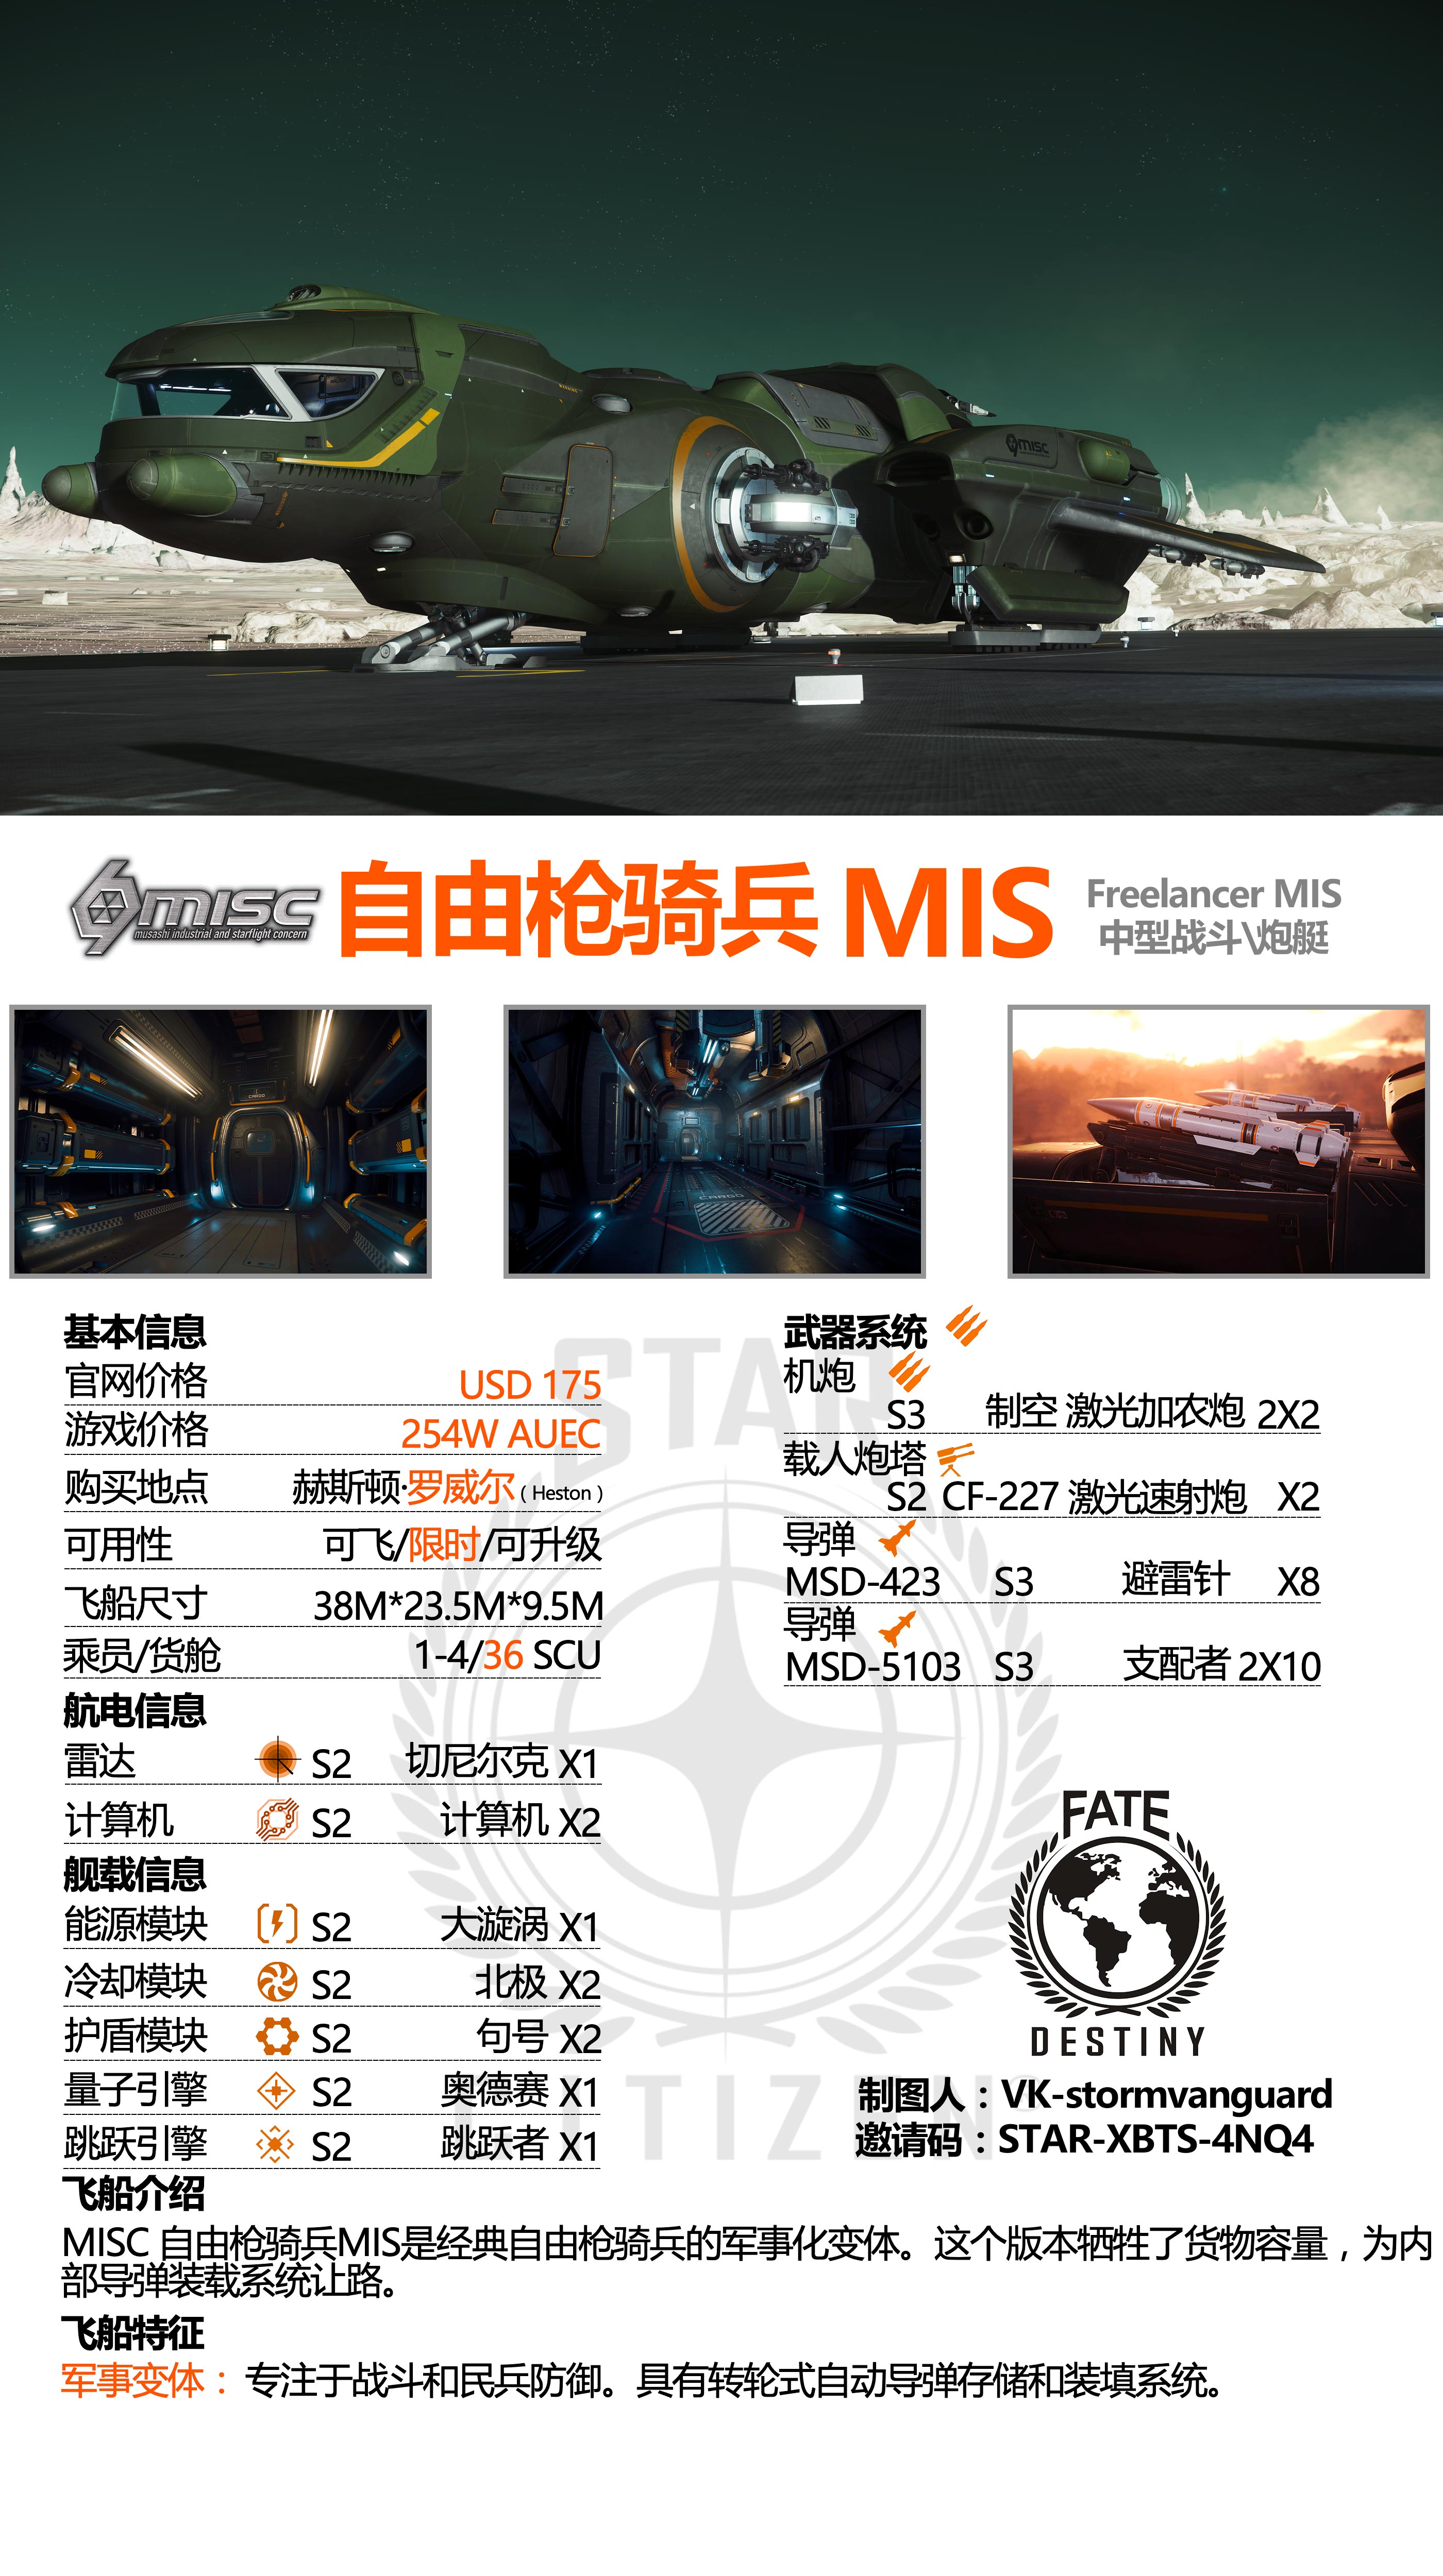 misc
misc
musashi industrial and starflight concern
自由枪骑兵 MIS
Freelancer MIS
中型战斗\炮艇
CARGO
CARGO
基本信息
官网价格 USD 175
游戏价格 254W AUEC
购买地点 赫斯顿·罗威尔 ( Heston )
可用性 可飞/限时/可升级
飞船尺寸 38M*23.5M*9.5M
乘员/货舱 1-4/36 SCU
航电信息
雷达 S2 切尼尔克 X1
计算机 S2 计算机 X2
舰载信息
能源模块 S2 大漩涡 X1
冷却模块 S2 北极 X2
护盾模块 S2 句号 X2
量子引擎 S2 奥德赛 X1
跳跃引擎 S2 跳跃者 X1
武器系统
机炮
S3 制空 激光加农炮 2X2
载人炮塔
S2 CF-227 激光速射炮 X2
导弹
MSD-423 S3 避雷针 X8
导弹
MSD-5103 S3 支配者 2X10
STAR
CITIZEN
FATE
DESTINY
制图人：VK-stormvanguard
邀请码：STAR-XBTS-4NQ4
飞船介绍
MISC 自由枪骑兵MIS是经典自由枪骑兵的军事化变体。这个版本牺牲了货物容量，为内
部导弹装载系统让路。
飞船特征
军事变体： 专注于战斗和民兵防御。具有转轮式自动导弹存储和装填系统。